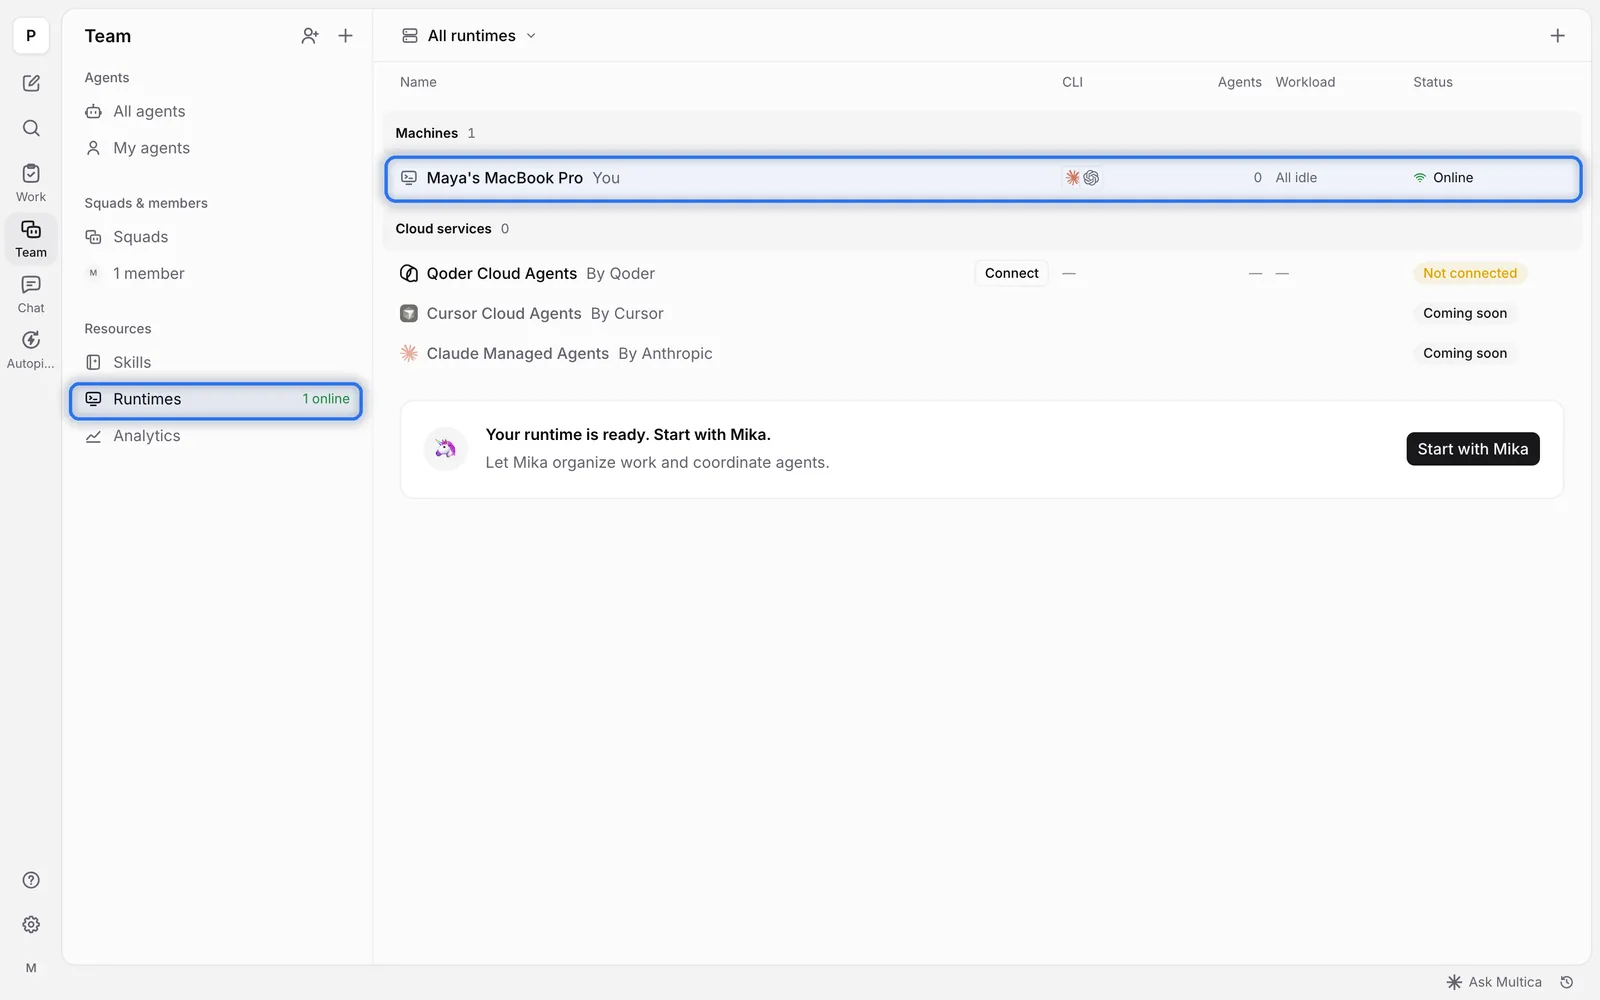 P
Work
Team
Chat
Autopi...
M
Team
Agents
All agents
My agents
Squads & members
Squads
M 1 member
Resources
Skills
Runtimes 1 online
Analytics
All runtimes
Name CLI Agents Workload Status
Machines 1
Maya's MacBook Pro You 0 All idle Online
Cloud services 0
Qoder Cloud Agents By Qoder Connect — — — Not connected
Cursor Cloud Agents By Cursor Coming soon
Claude Managed Agents By Anthropic Coming soon
Your runtime is ready. Start with Mika.
Let Mika organize work and coordinate agents.
Start with Mika
Ask Multica